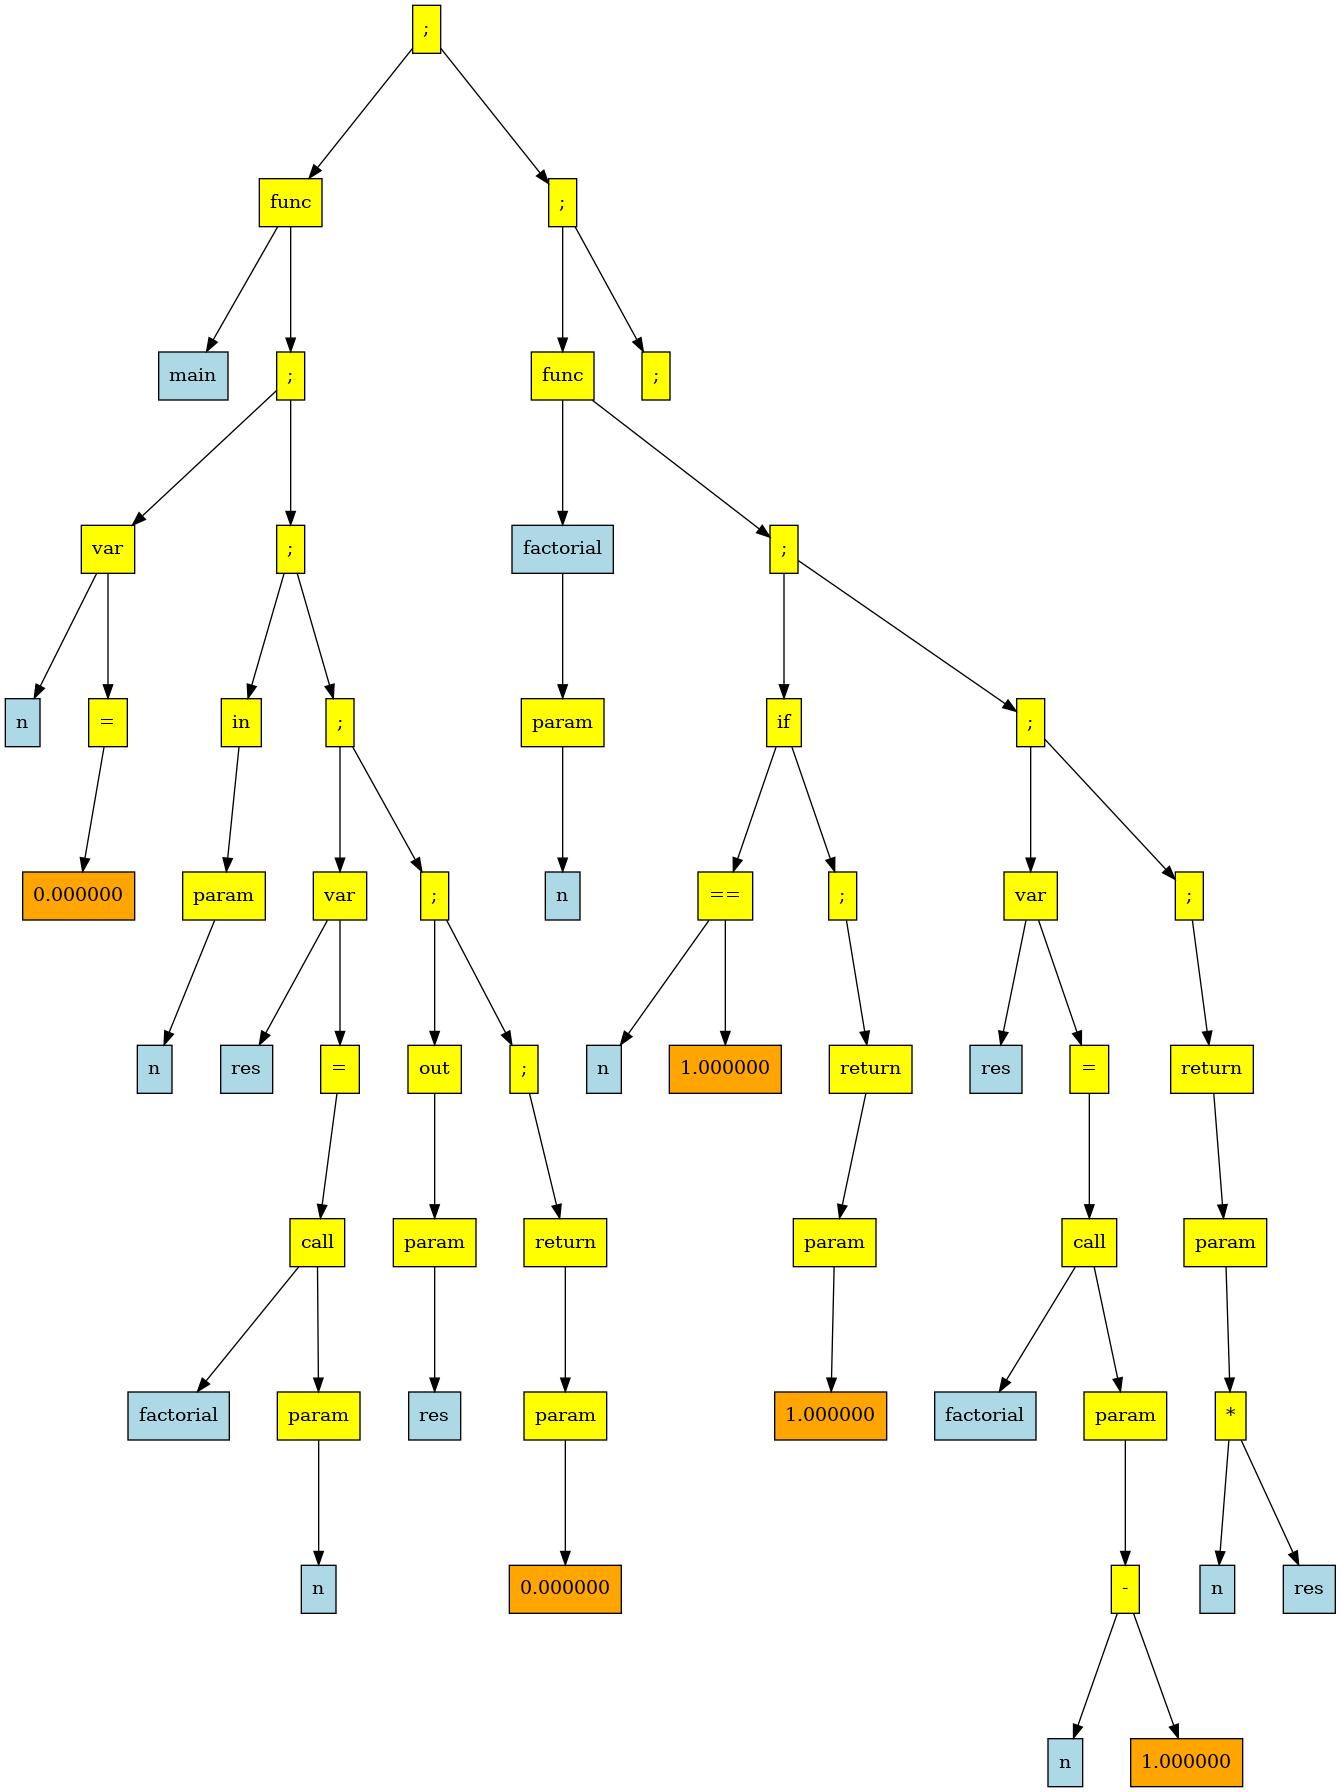 ;
func ;
main ; func ;
var ; factorial ;
n = in ; param if ;
0.000000 param var ; n == ; var ;
n res = out ; n 1.000000 return res = return
call param return param call param
factorial param res param 1.000000 factorial param *
n 0.000000 - n res
n 1.000000